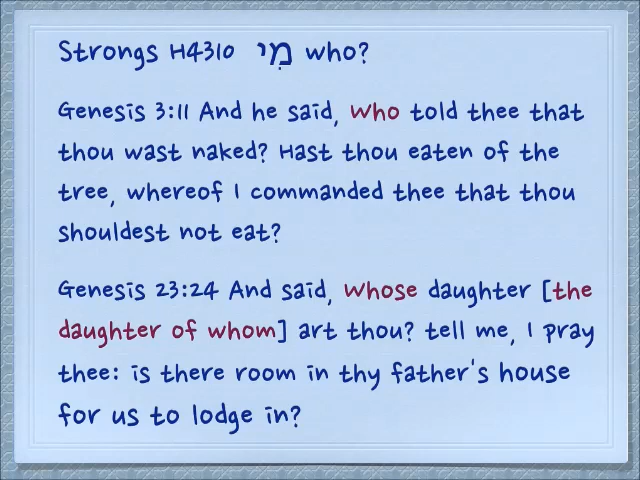 Strongs H4310 מִי who?
Genesis 3:11 And he said, Who told thee that
thou wast naked? Hast thou eaten of the
tree, whereof I commanded thee that thou
shouldest not eat?
Genesis 23:24 And said, Whose daughter [the
daughter of whom] art thou? tell me, I pray
thee: is there room in thy father's house
for us to lodge in?